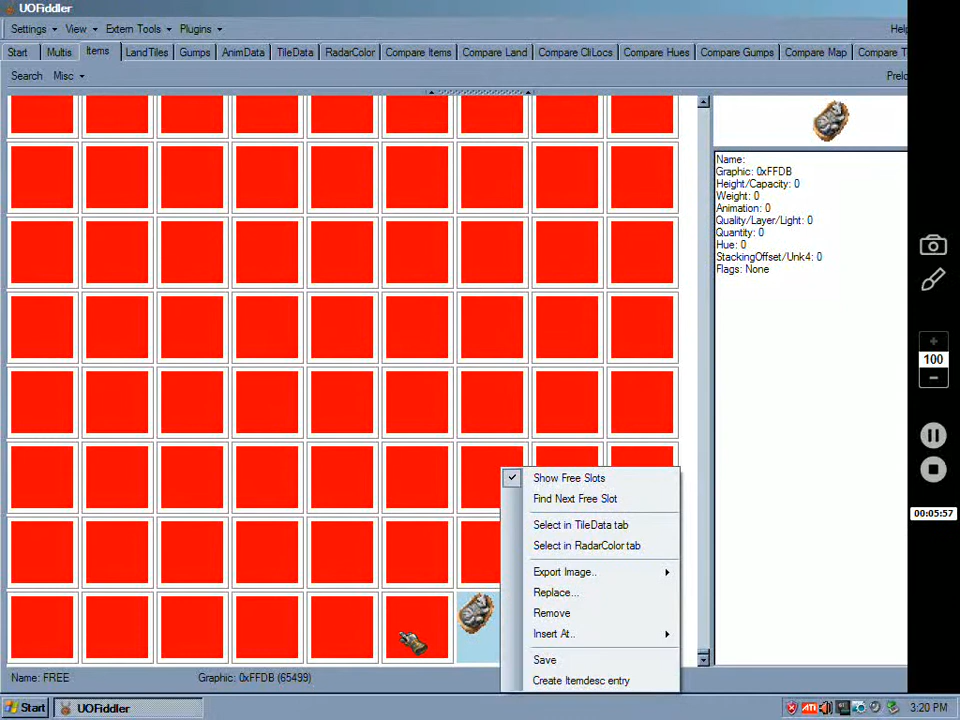 UOFiddler
Settings View Extern Tools Plugins Help
Start Multis Items LandTiles Gumps AnimData TileData RadarColor Compare Items Compare Land Compare CliLocs Compare Hues Compare Gumps Compare Map Compare T
Search Misc Prelo
Name:
Graphic: 0xFFDB
Height/Capacity: 0
Weight: 0
Animation: 0
Quality/Layer/Light: 0
Quantity: 0
Hue: 0
StackingOffset/Unk4: 0
Flags: None
100
00:05:57
Show Free Slots
Find Next Free Slot
Select in TileData tab
Select in RadarColor tab
Export Image..
Replace...
Remove
Insert At..
Save
Create Itemdesc entry
Name: FREE Graphic: 0xFFDB (65499)
Start UOFiddler ATI 3:20 PM